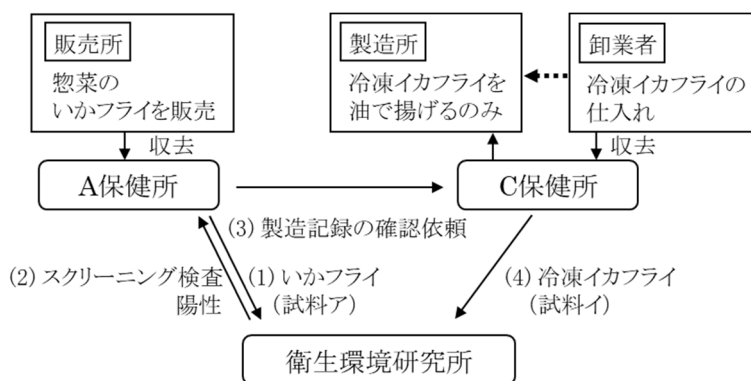 販売所
惣菜の
いかフライを販売
製造所
冷凍イカフライを
油で揚げるのみ
卸業者
冷凍イカフライの
仕入れ
収去
収去
A保健所
C保健所
(3) 製造記録の確認依頼
(2) スクリーニング検査
陽性
(1) いかフライ
(試料ア)
(4) 冷凍イカフライ
(試料イ)
衛生環境研究所